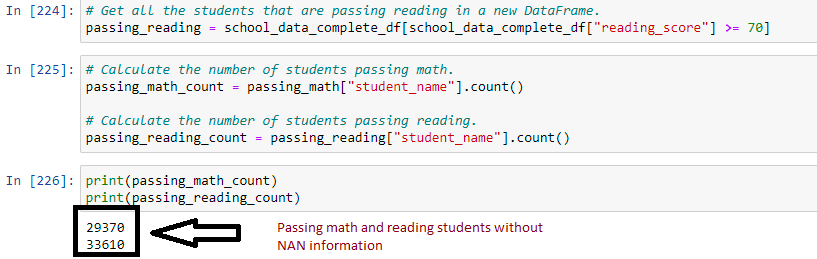 In [224]: # Get all the students that are passing reading in a new DataFrame.
passing_reading = school_data_complete_df[school_data_complete_df["reading_score"] >= 70]
In [225]: # Calculate the number of students passing math.
passing_math_count = passing_math["student_name"].count()
# Calculate the number of students passing reading.
passing_reading_count = passing_reading["student_name"].count()
In [226]: print(passing_math_count)
print(passing_reading_count)
29370 Passing math and reading students without
33610 NAN information